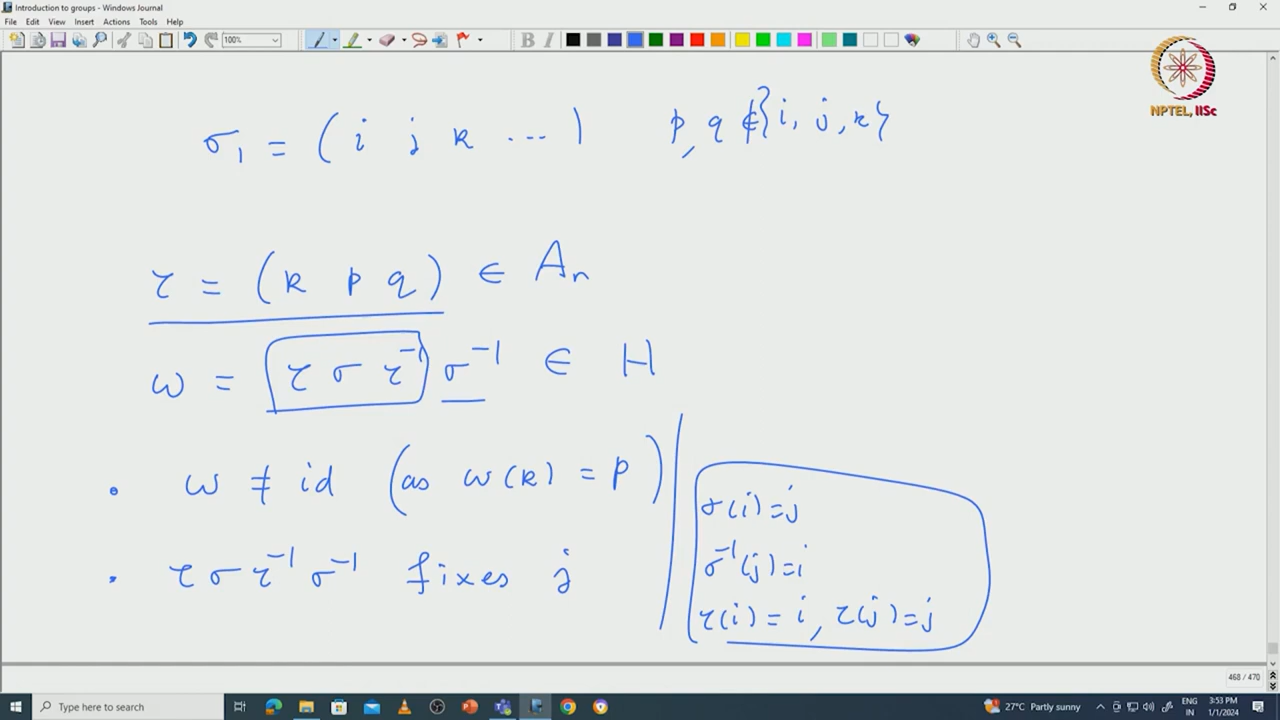 Introduction to groups - Windows Journal
File Edit View Insert Actions Tools Help
100%
B I
NPTEL, IISc
σ₁ = ( i j k ... ) p, q ∉ { i, j, k }
τ = ( k p q ) ∈ Aₙ
ω = τ σ τ⁻¹ σ⁻¹ ∈ H
• ω ≠ id ( as ω(k) = p )
• τ σ τ⁻¹ σ⁻¹ fixes j
σ(i) = j
σ⁻¹(j) = i
τ(i) = i, τ(j) = j
468 / 470
Type here to search
27°C Partly sunny
ENG
IN
3:53 PM
1/1/2024